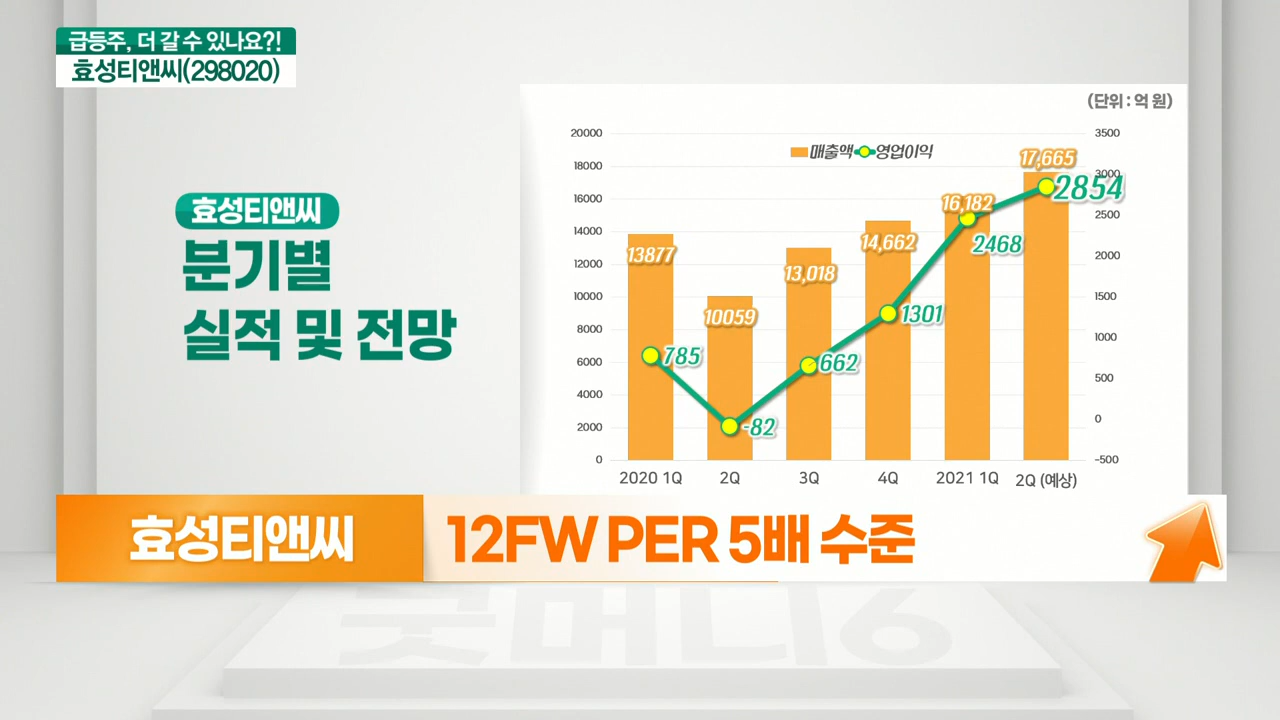 급등주, 더 갈 수 있나요?!
효성티앤씨(298020)
효성티앤씨
분기별
실적 및 전망
(단위 : 억 원)
매출액 영업이익
20000
18000
16000
14000
12000
10000
8000
6000
4000
2000
0
3500
3000
2500
2000
1500
1000
500
0
-500
13877
10059
13,018
14,662
16,182
17,665
785
-82
662
1301
2468
2854
2020 1Q 2Q 3Q 4Q 2021 1Q 2Q (예상)
효성티앤씨
12FW PER 5배 수준
굿머니6